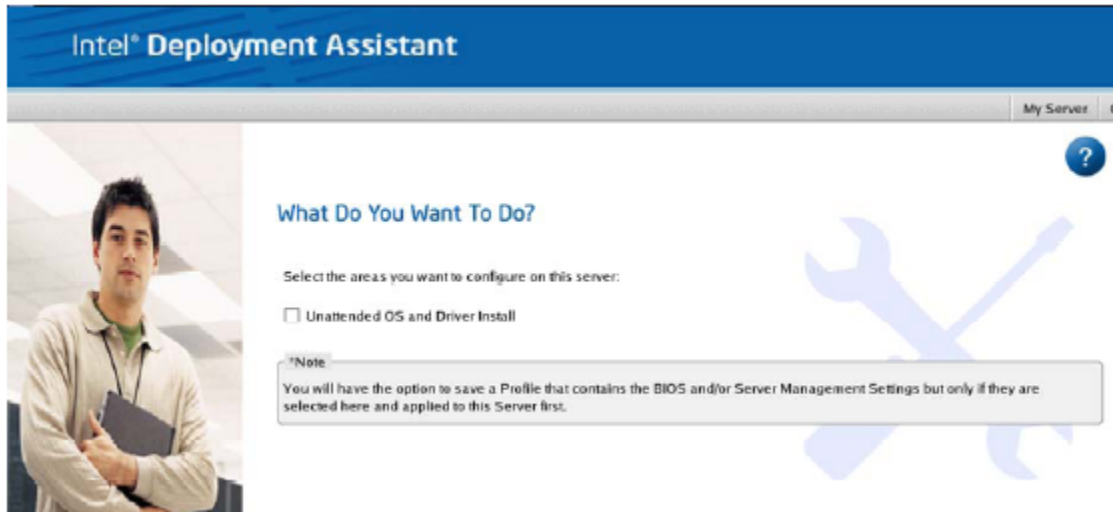 Intel® Deployment Assistant
My Server
?
What Do You Want To Do?
Select the areas you want to configure on this server:
Unattended OS and Driver Install
*Note
You will have the option to save a Profile that contains the BIOS and/or Server Management Settings but only if they are
selected here and applied to this Server first.